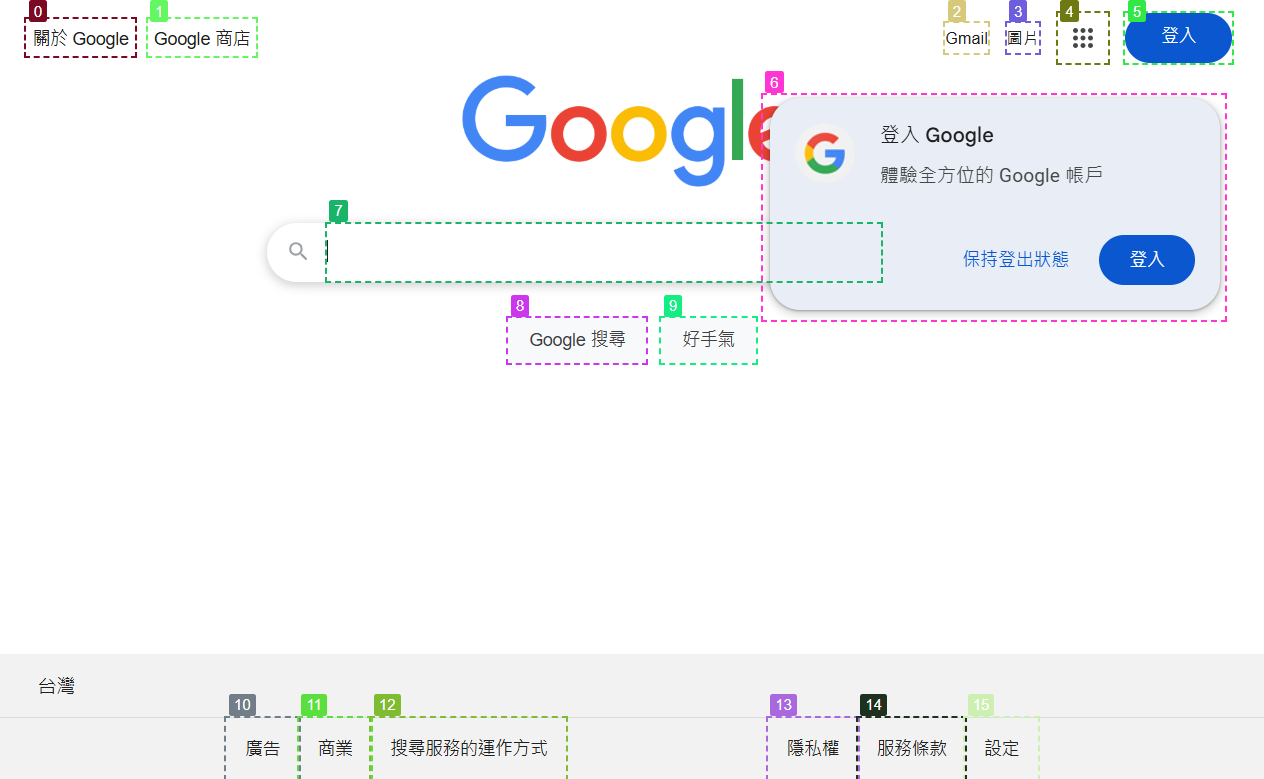 0
1
2
3
4
5
關於 Google
Google 商店
Gmail
圖片
登入
6
Google
登入 Google
體驗全方位的 Google 帳戶
7
保持登出狀態
登入
8
9
Google 搜尋
好手氣
台灣
10
11
12
13
14
15
廣告
商業
搜尋服務的運作方式
隱私權
服務條款
設定